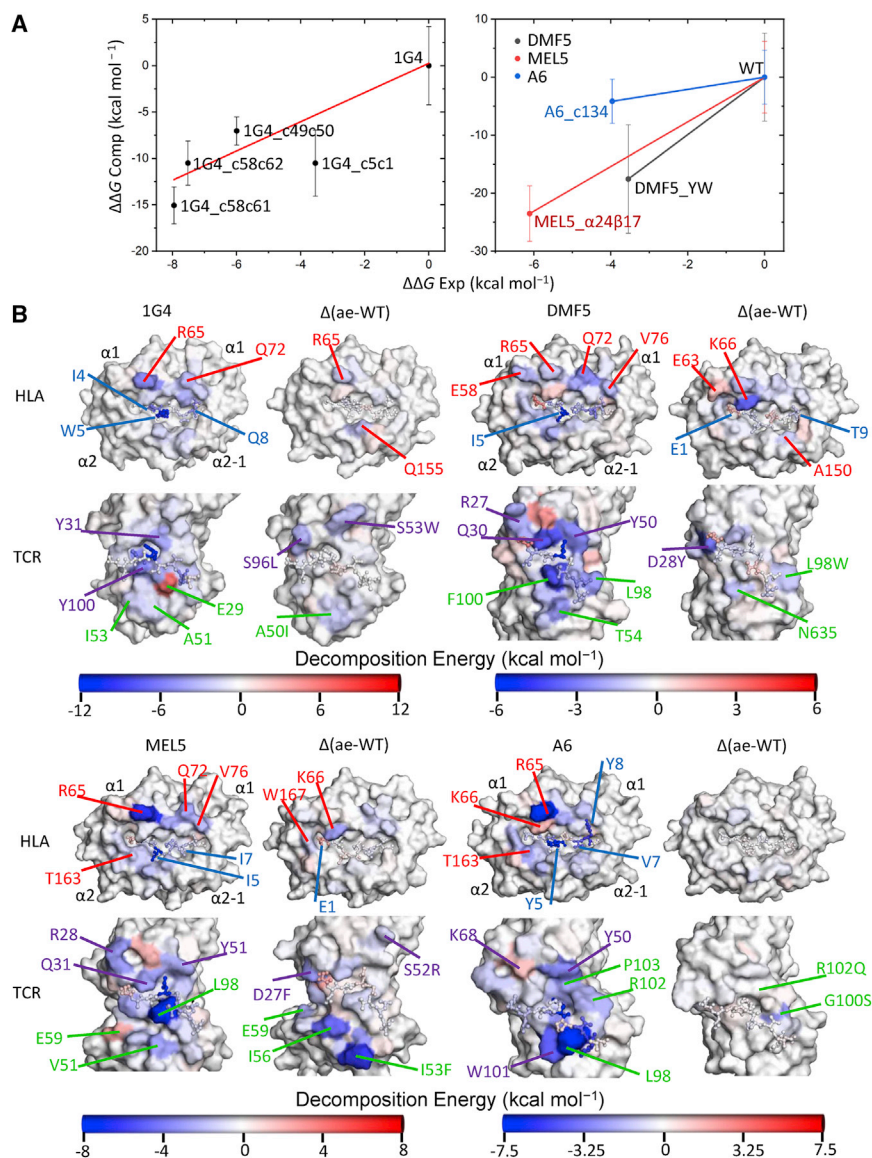 A
ΔΔG Comp (kcal mol⁻¹)
5
0
-5
-10
-15
-20
1G4
1G4_c49c50
1G4_c58c62
1G4_c5c1
1G4_c58c61
-8
-6
-4
-2
0
5
0
-10
-20
-30
DMF5
MEL5
A6
WT
A6_c134
DMF5_YW
MEL5_α24β17
-6
-4
-2
0
ΔΔG Exp (kcal mol⁻¹)
B
1G4
Δ(ae-WT)
DMF5
Δ(ae-WT)
HLA
α1
R65
Q72
α1
I4
W5
Q8
α2
α2-1
R65
Q155
α1
R65
Q72
V76
α1
E58
I5
α2
α2-1
E63
K66
E1
T9
A150
TCR
Y31
Y100
E29
I53
A51
S53W
S96L
A50I
R27
Q30
Y50
F100
L98
T54
D28Y
L98W
N635
Decomposition Energy (kcal mol⁻¹)
-12
-6
0
6
12
-6
-3
0
3
6
MEL5
Δ(ae-WT)
A6
Δ(ae-WT)
HLA
α1
R65
Q72
V76
α1
T163
I7
I5
α2
α2-1
K66
W167
E1
α1
R65
Y8
α1
K66
T163
V7
Y5
α2
α2-1
TCR
R28
Q31
Y51
L98
E59
V51
S52R
D27F
E59
I56
I53F
K68
Y50
P103
R102
W101
L98
R102Q
G100S
Decomposition Energy (kcal mol⁻¹)
-8
-4
0
4
8
-7.5
-3.25
0
3.25
7.5